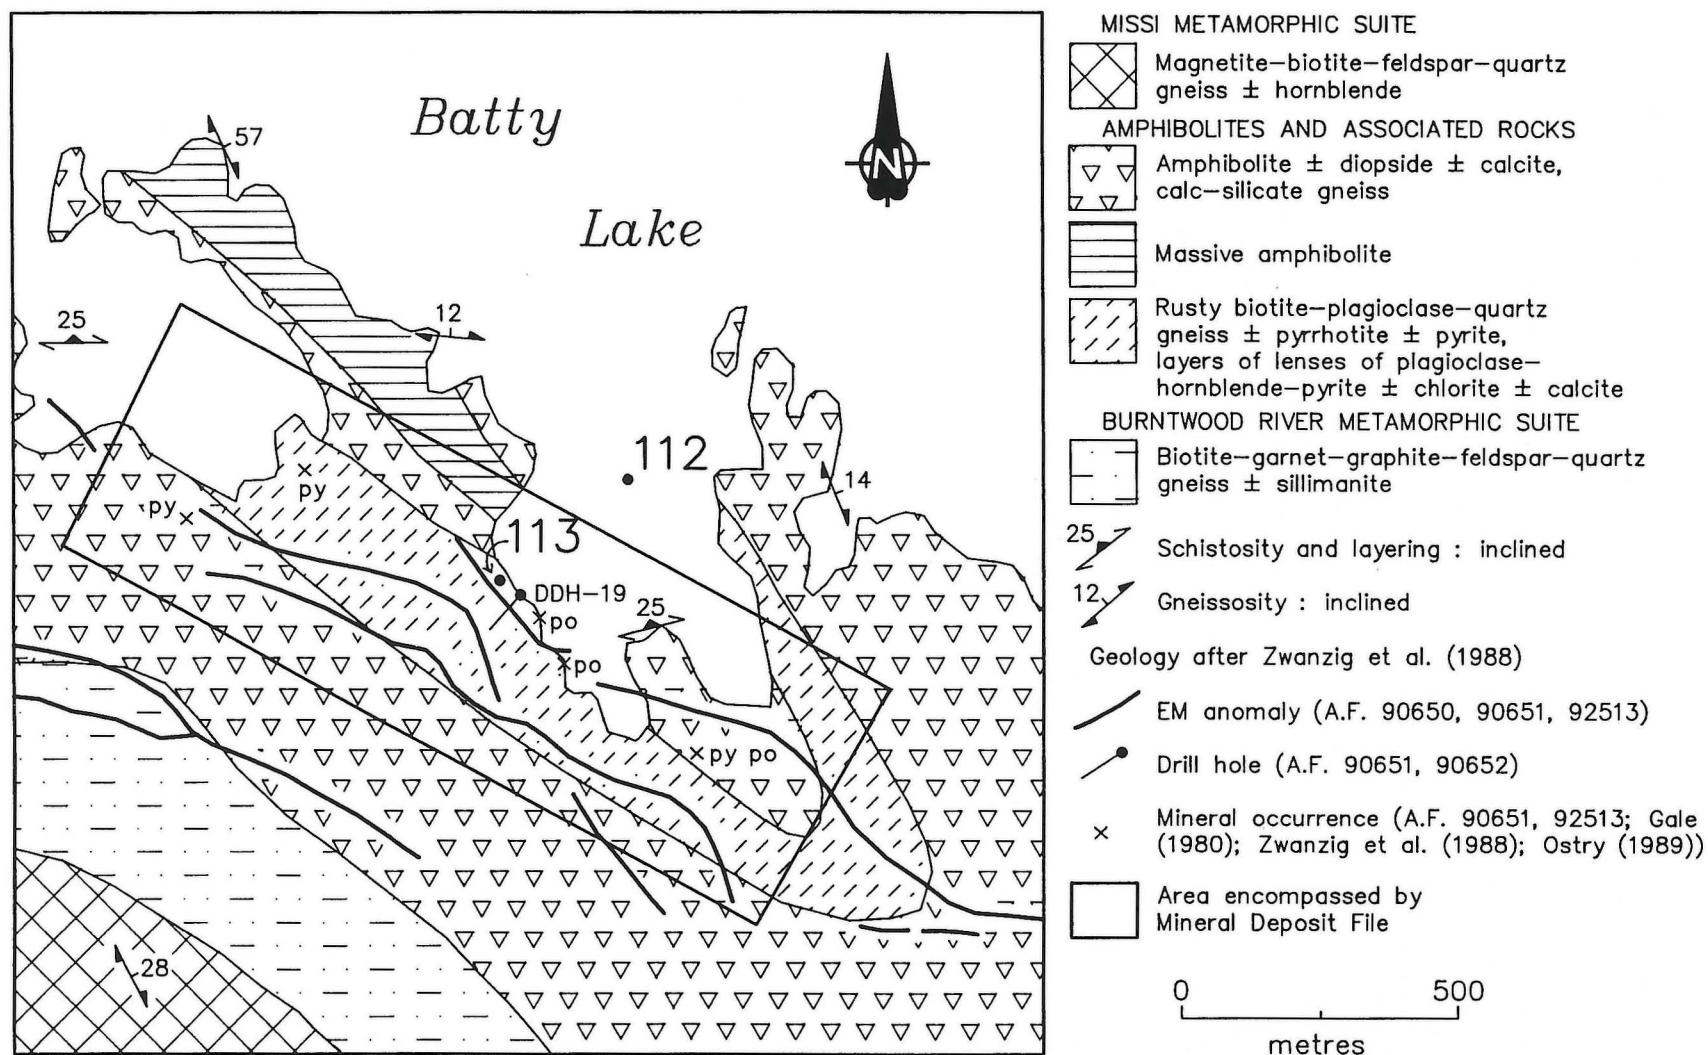 Batty
Lake
N
57
12
25
112
14
py
py
113
DDH-19
po
po
25
py po
28
MISSI METAMORPHIC SUITE
Magnetite-biotite-feldspar-quartz
gneiss ± hornblende
AMPHIBOLITES AND ASSOCIATED ROCKS
Amphibolite ± diopside ± calcite,
calc-silicate gneiss
Massive amphibolite
Rusty biotite-plagioclase-quartz
gneiss ± pyrrhotite ± pyrite,
layers of lenses of plagioclase-
hornblende-pyrite ± chlorite ± calcite
BURNTWOOD RIVER METAMORPHIC SUITE
Biotite-garnet-graphite-feldspar-quartz
gneiss ± sillimanite
25
Schistosity and layering : inclined
12
Gneissosity : inclined
Geology after Zwanzig et al. (1988)
EM anomaly (A.F. 90650, 90651, 92513)
Drill hole (A.F. 90651, 90652)
Mineral occurrence (A.F. 90651, 92513; Gale
(1980); Zwanzig et al. (1988); Ostry (1989))
Area encompassed by
Mineral Deposit File
0 500
metres